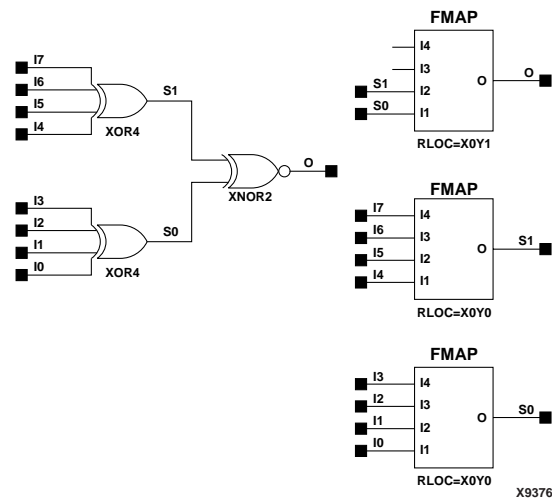 I7
I6
I5
I4
S1
XOR4
I3
I2
I1
I0
S0
XOR4
O
XNOR2
FMAP
I4
I3
S1 I2
S0 I1
O O
RLOC=X0Y1
FMAP
I7 I4
I6 I3
I5 I2
I4 I1
O S1
RLOC=X0Y0
FMAP
I3 I4
I2 I3
I1 I2
I0 I1
O S0
RLOC=X0Y0
X9376